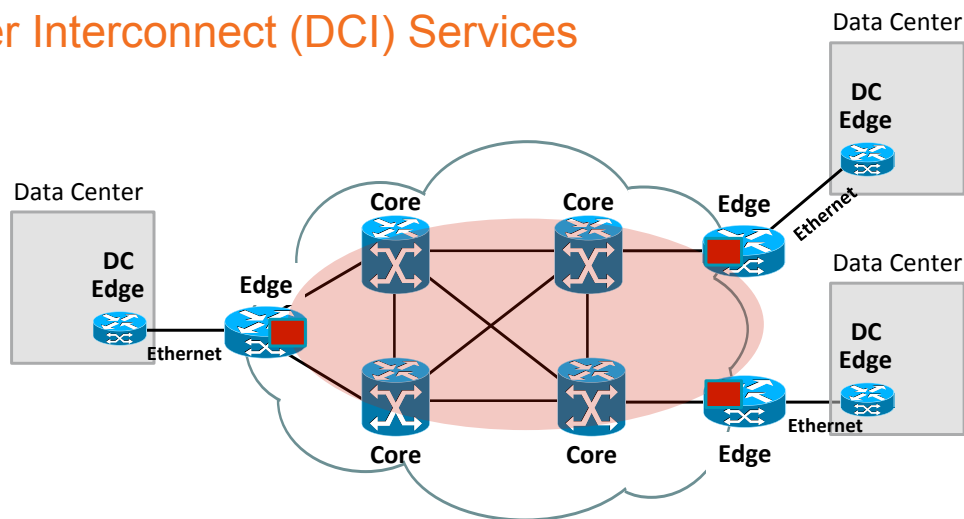 er Interconnect (DCI) Services
Data Center
DC
Edge
Ethernet
Data Center
DC
Edge
Ethernet
Edge
Core
Core
Edge
Core
Core
Edge
Ethernet
Data Center
DC
Edge
Ethernet